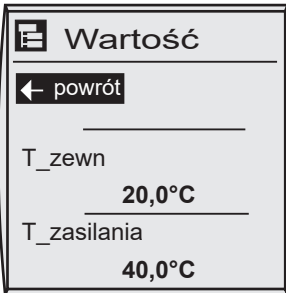 Wartość
← powrót
T_zewn
20,0°C
T_zasilania
40,0°C